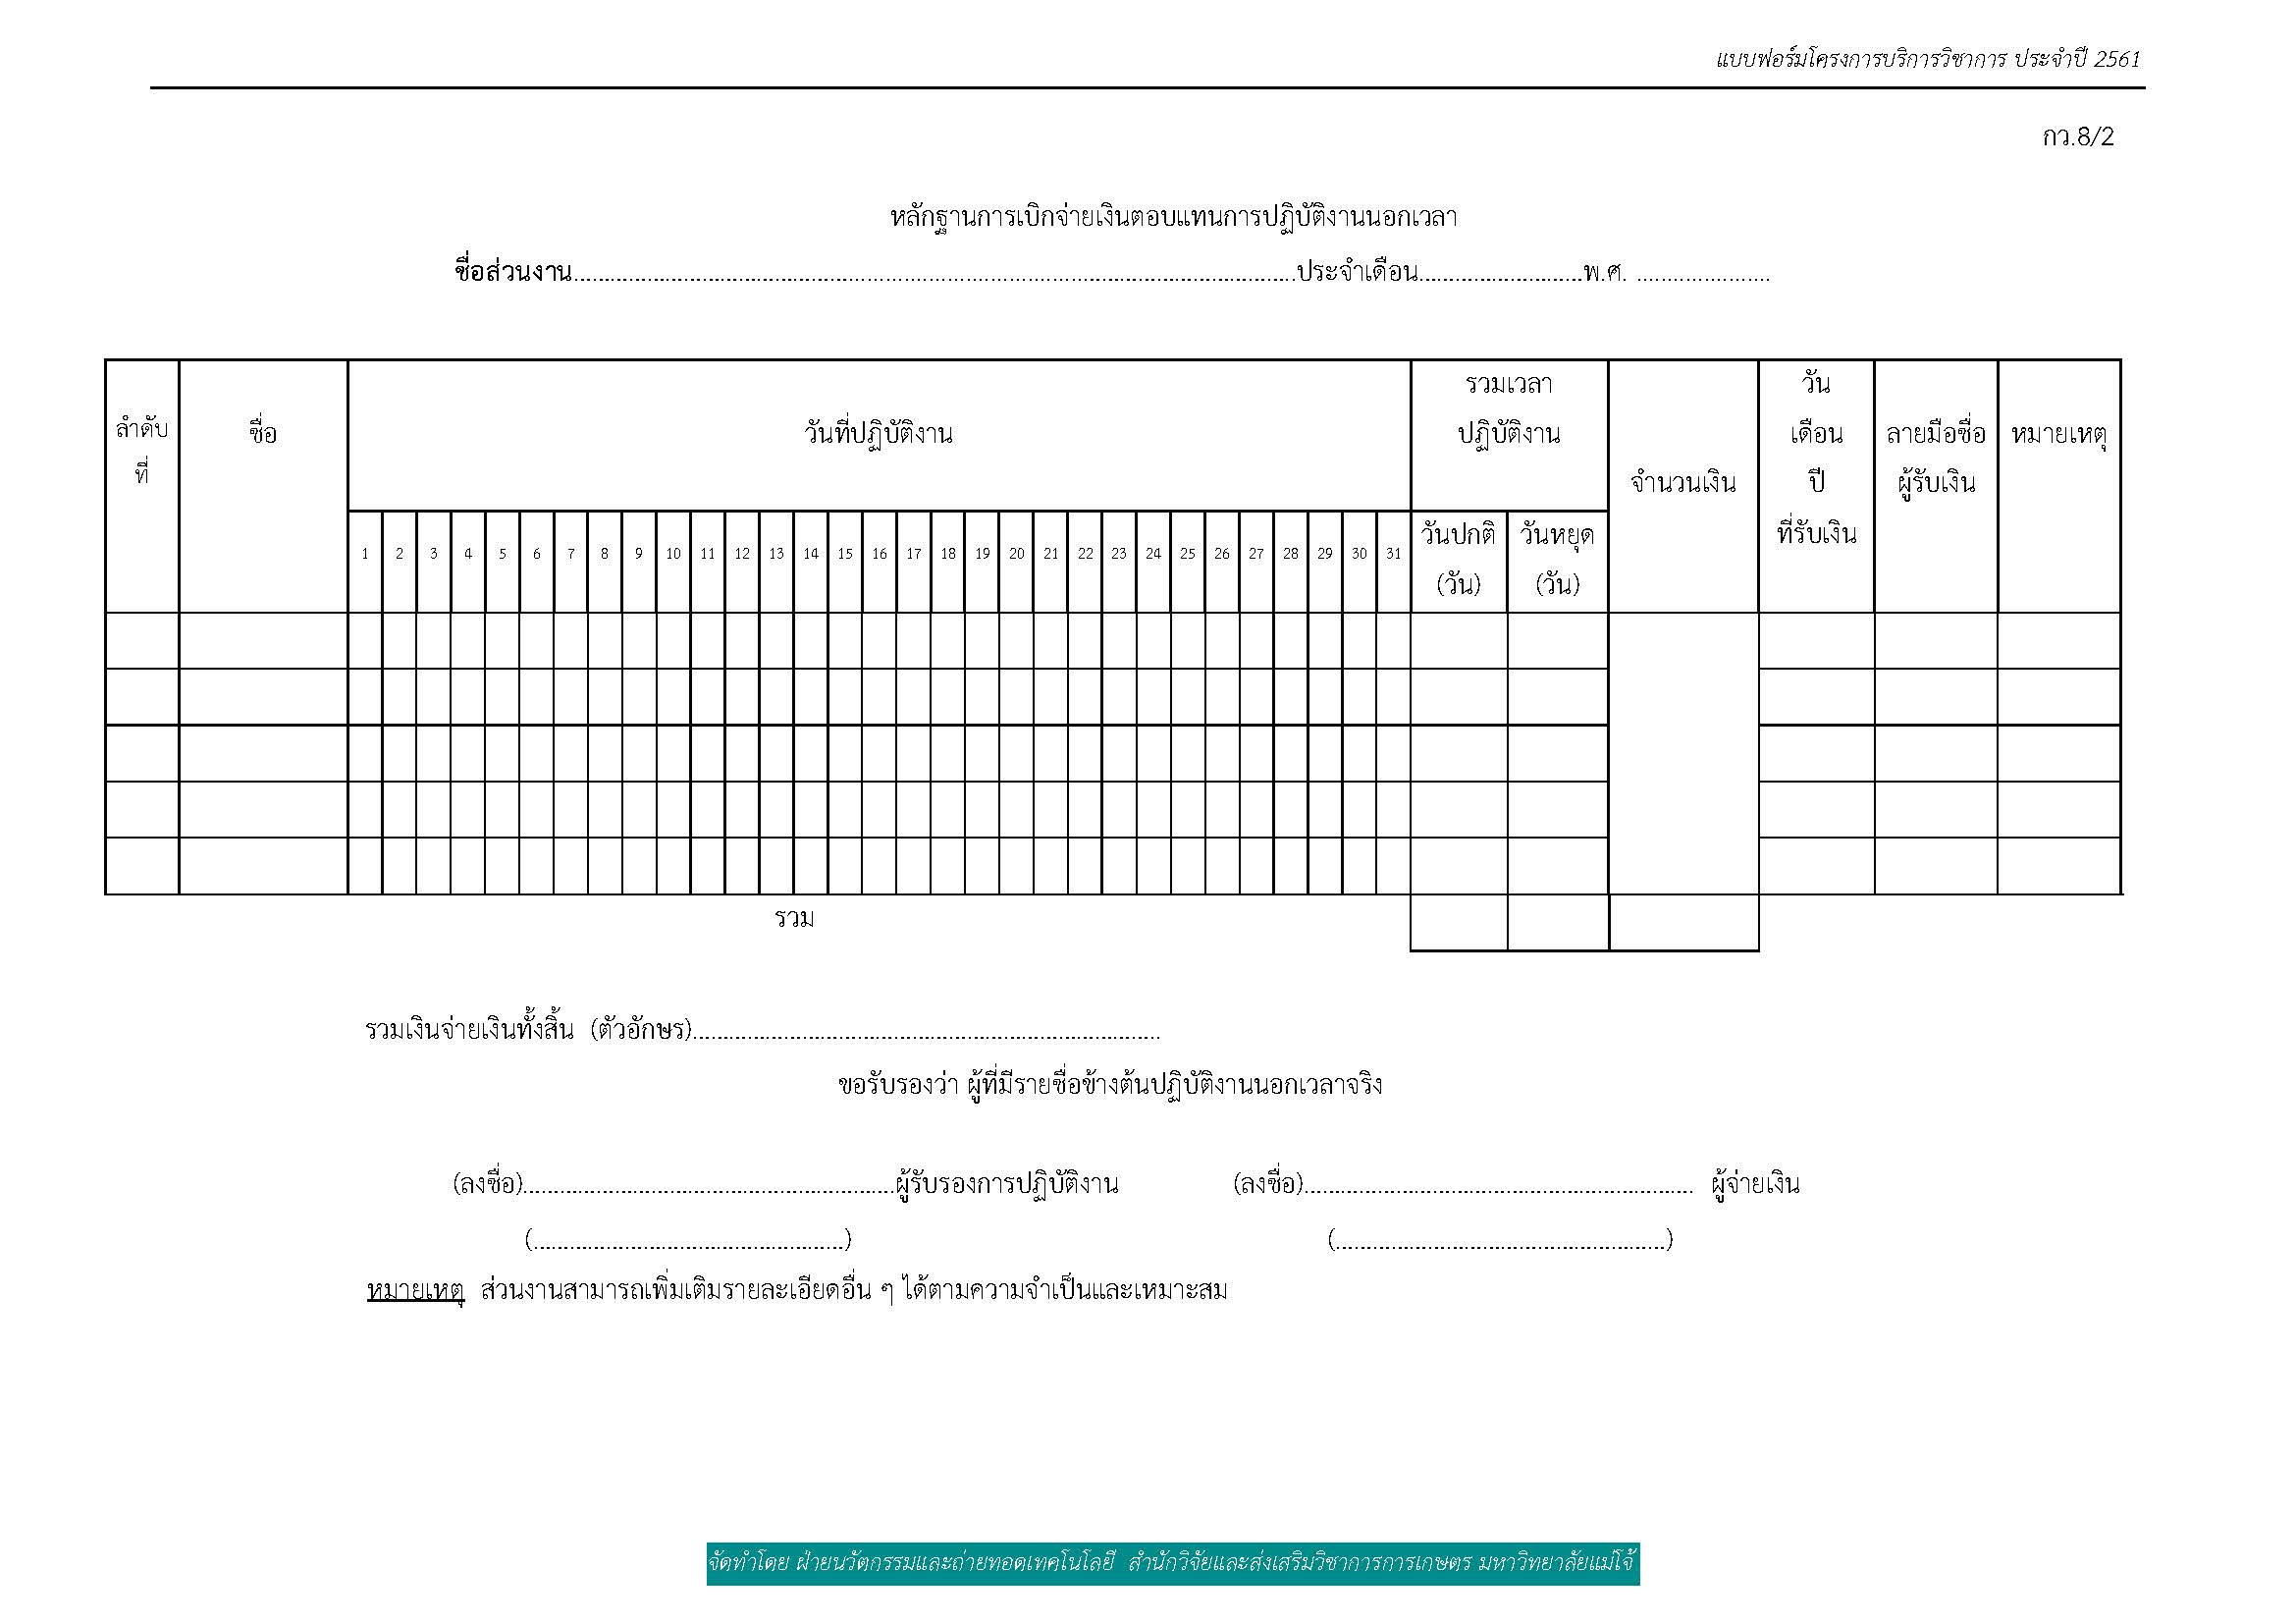 แบบฟอร์มโครงการบริการวิชาการ ประจำปี 2561
กว.8/2
หลักฐานการเบิกจ่ายเงินตอบแทนการปฏิบัติงานนอกเวลา
ชื่อส่วนงาน........................................................................................................................ประจำเดือน...........................พ.ศ. ......................
ลำดับ
ที่
ชื่อ
วันที่ปฏิบัติงาน
รวมเวลา
ปฏิบัติงาน
จำนวนเงิน
วัน
เดือน
ปี
ที่รับเงิน
ลายมือชื่อ
ผู้รับเงิน
หมายเหตุ
1 2 3 4 5 6 7 8 9 10 11 12 13 14 15 16 17 18 19 20 21 22 23 24 25 26 27 28 29 30 31
วันปกติ
(วัน)
วันหยุด
(วัน)
รวม
รวมเงินจ่ายเงินทั้งสิ้น (ตัวอักษร).............................................................................
ขอรับรองว่า ผู้ที่มีรายชื่อข้างต้นปฏิบัติงานนอกเวลาจริง
(ลงชื่อ).............................................................ผู้รับรองการปฏิบัติงาน (ลงชื่อ)................................................................ ผู้จ่ายเงิน
(...................................................) (......................................................)
หมายเหตุ ส่วนงานสามารถเพิ่มเติมรายละเอียดอื่น ๆ ได้ตามความจำเป็นและเหมาะสม
จัดทำโดย ฝ่ายนวัตกรรมและถ่ายทอดเทคโนโลยี สำนักวิจัยและส่งเสริมวิชาการการเกษตร มหาวิทยาลัยแม่โจ้